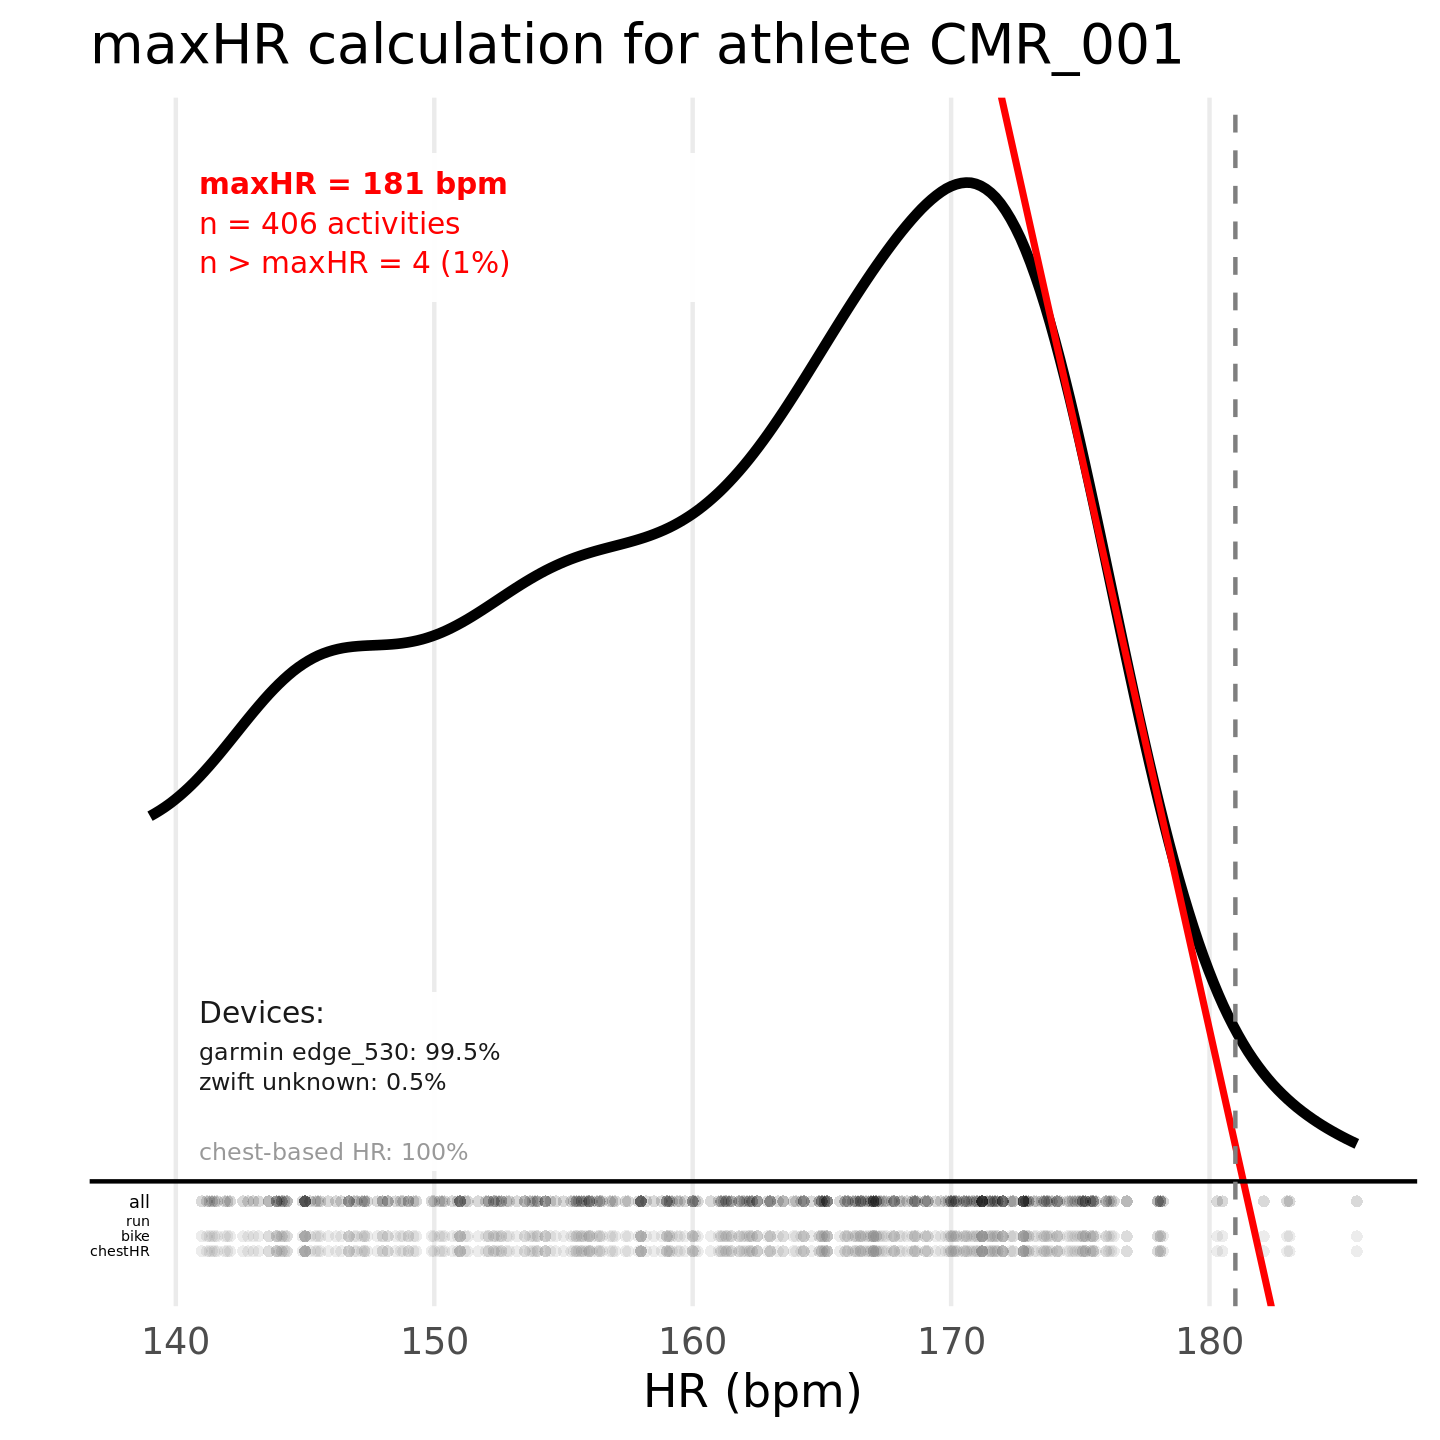 maxHR calculation for athlete CMR_001
maxHR = 181 bpm
n = 406 activities
n > maxHR = 4 (1%)
Devices:
garmin edge_530: 99.5%
zwift unknown: 0.5%
chest-based HR: 100%
all
run
bike
chestHR
140 150 160 170 180
HR (bpm)